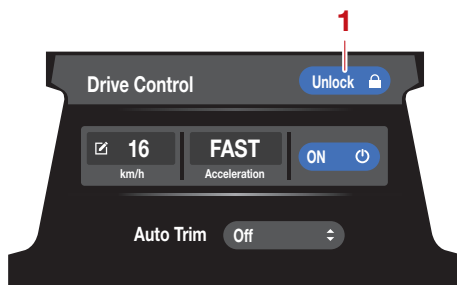 1
Drive Control
Unlock
16
FAST
ON
km/h
Acceleration
Auto Trim
Off